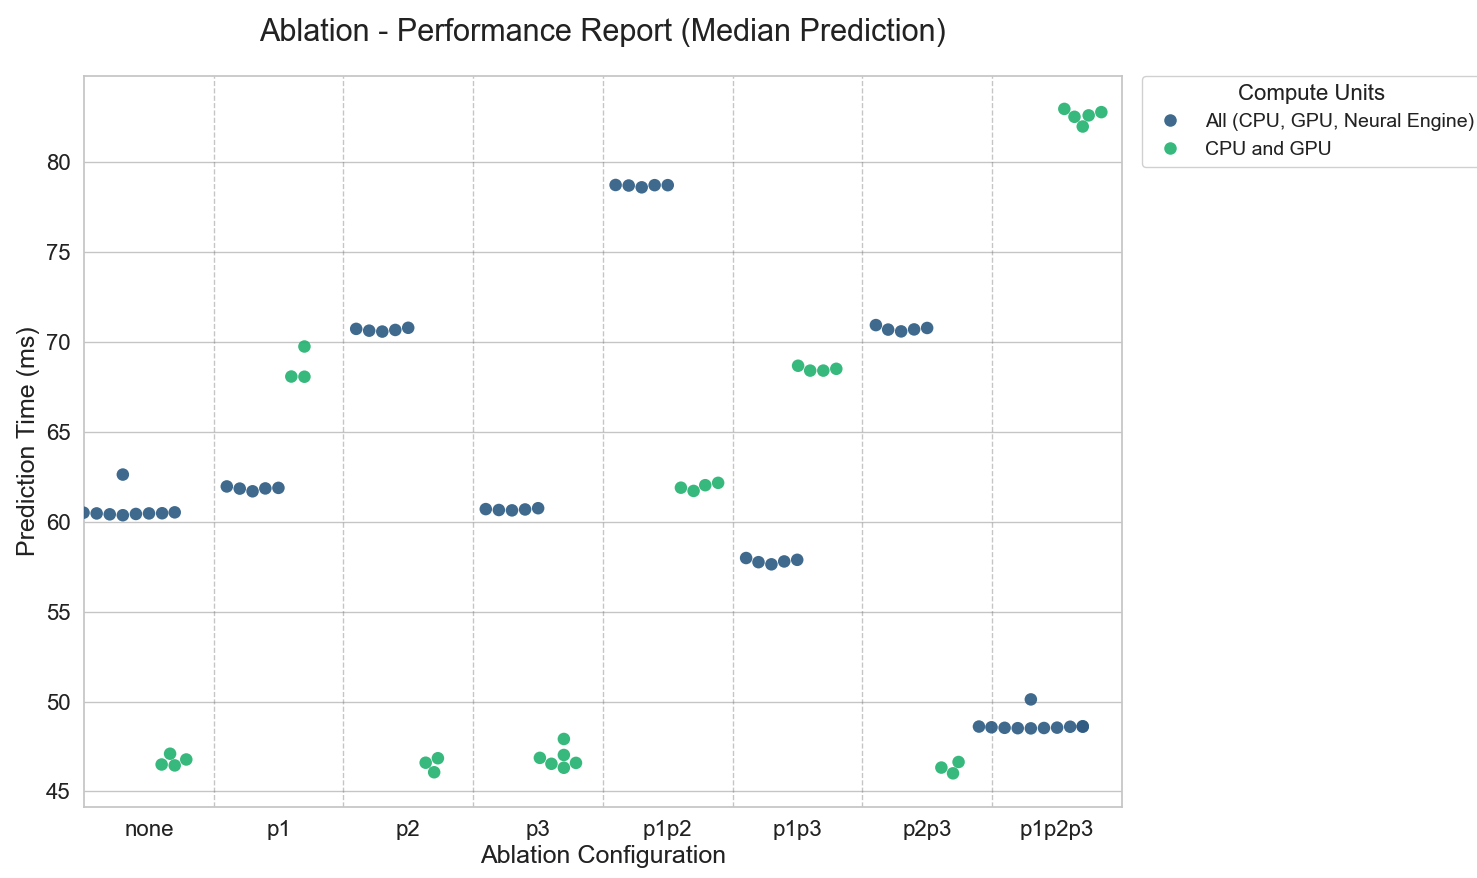 Ablation - Performance Report (Median Prediction)
Compute Units
All (CPU, GPU, Neural Engine)
CPU and GPU
Prediction Time (ms)
80
75
70
65
60
55
50
45
none p1 p2 p3 p1p2 p1p3 p2p3 p1p2p3
Ablation Configuration